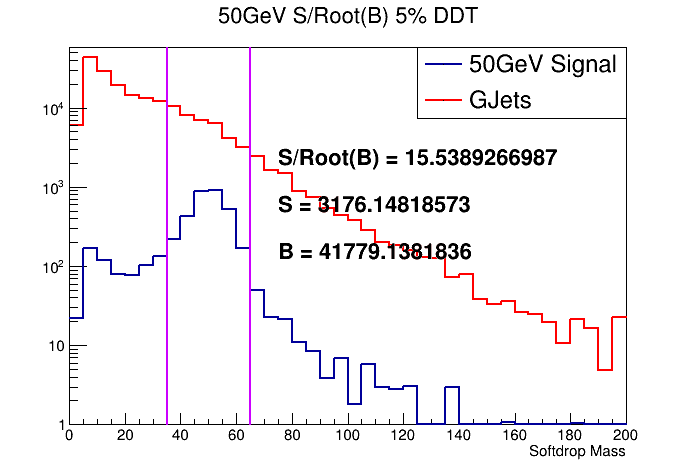 50GeV S/Root(B) 5% DDT
50GeV Signal
GJets
S/Root(B) = 15.5389266987
S = 3176.14818573
B = 41779.1381836
10⁴
10³
10²
10
1
0 20 40 60 80 100 120 140 160 180 200
Softdrop Mass